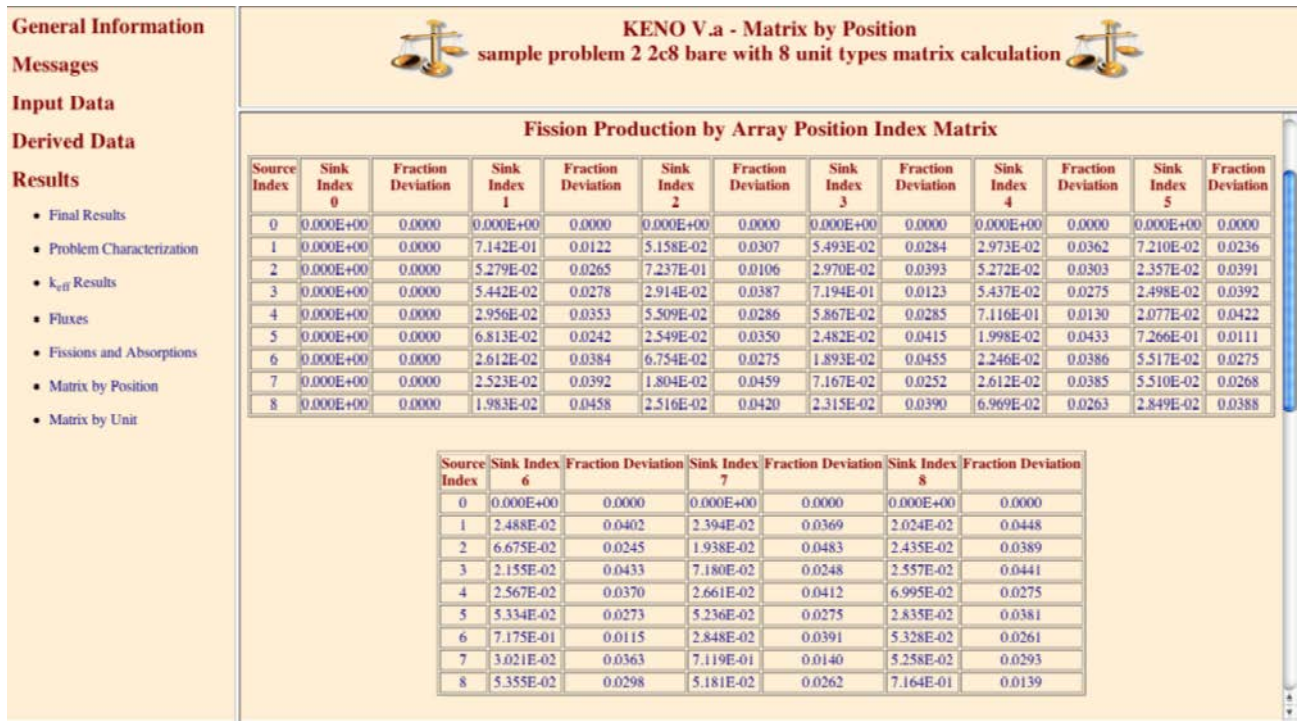 General Information
Messages
Input Data
Derived Data
Results
• Final Results
• Problem Characterization
• keff Results
• Fluxes
• Fissions and Absorptions
• Matrix by Position
• Matrix by Unit
KENO V.a - Matrix by Position
sample problem 2 2c8 bare with 8 unit types matrix calculation
Fission Production by Array Position Index Matrix
Source Index Sink Index 0 Fraction Deviation Sink Index 1 Fraction Deviation Sink Index 2 Fraction Deviation Sink Index 3 Fraction Deviation Sink Index 4 Fraction Deviation Sink Index 5 Fraction Deviation
0 0.000E+00 0.0000 0.000E+00 0.0000 0.000E+00 0.0000 0.000E+00 0.0000 0.000E+00 0.0000 0.000E+00 0.0000
1 0.000E+00 0.0000 7.142E-01 0.0122 5.158E-02 0.0307 5.493E-02 0.0284 2.973E-02 0.0362 7.210E-02 0.0236
2 0.000E+00 0.0000 5.279E-02 0.0265 7.237E-01 0.0106 2.970E-02 0.0393 5.272E-02 0.0303 2.357E-02 0.0391
3 0.000E+00 0.0000 5.442E-02 0.0278 2.914E-02 0.0387 7.194E-01 0.0123 5.437E-02 0.0275 2.498E-02 0.0392
4 0.000E+00 0.0000 2.956E-02 0.0353 5.509E-02 0.0286 5.867E-02 0.0285 7.116E-01 0.0130 2.077E-02 0.0422
5 0.000E+00 0.0000 6.813E-02 0.0242 2.549E-02 0.0350 2.482E-02 0.0415 1.998E-02 0.0433 7.266E-01 0.0111
6 0.000E+00 0.0000 2.612E-02 0.0384 6.754E-02 0.0275 1.893E-02 0.0455 2.246E-02 0.0386 5.517E-02 0.0275
7 0.000E+00 0.0000 2.523E-02 0.0392 1.804E-02 0.0459 7.167E-02 0.0252 2.612E-02 0.0385 5.510E-02 0.0268
8 0.000E+00 0.0000 1.983E-02 0.0458 2.516E-02 0.0420 2.315E-02 0.0390 6.969E-02 0.0263 2.849E-02 0.0388
Source Index Sink Index 6 Fraction Deviation Sink Index 7 Fraction Deviation Sink Index 8 Fraction Deviation
0 0.000E+00 0.0000 0.000E+00 0.0000 0.000E+00 0.0000
1 2.488E-02 0.0402 2.394E-02 0.0369 2.024E-02 0.0448
2 6.675E-02 0.0245 1.938E-02 0.0483 2.435E-02 0.0389
3 2.155E-02 0.0433 7.180E-02 0.0248 2.557E-02 0.0441
4 2.567E-02 0.0370 2.661E-02 0.0412 6.995E-02 0.0275
5 5.334E-02 0.0273 5.236E-02 0.0275 2.835E-02 0.0381
6 7.175E-01 0.0115 2.848E-02 0.0391 5.328E-02 0.0261
7 3.021E-02 0.0363 7.119E-01 0.0140 5.258E-02 0.0293
8 5.355E-02 0.0298 5.181E-02 0.0262 7.164E-01 0.0139